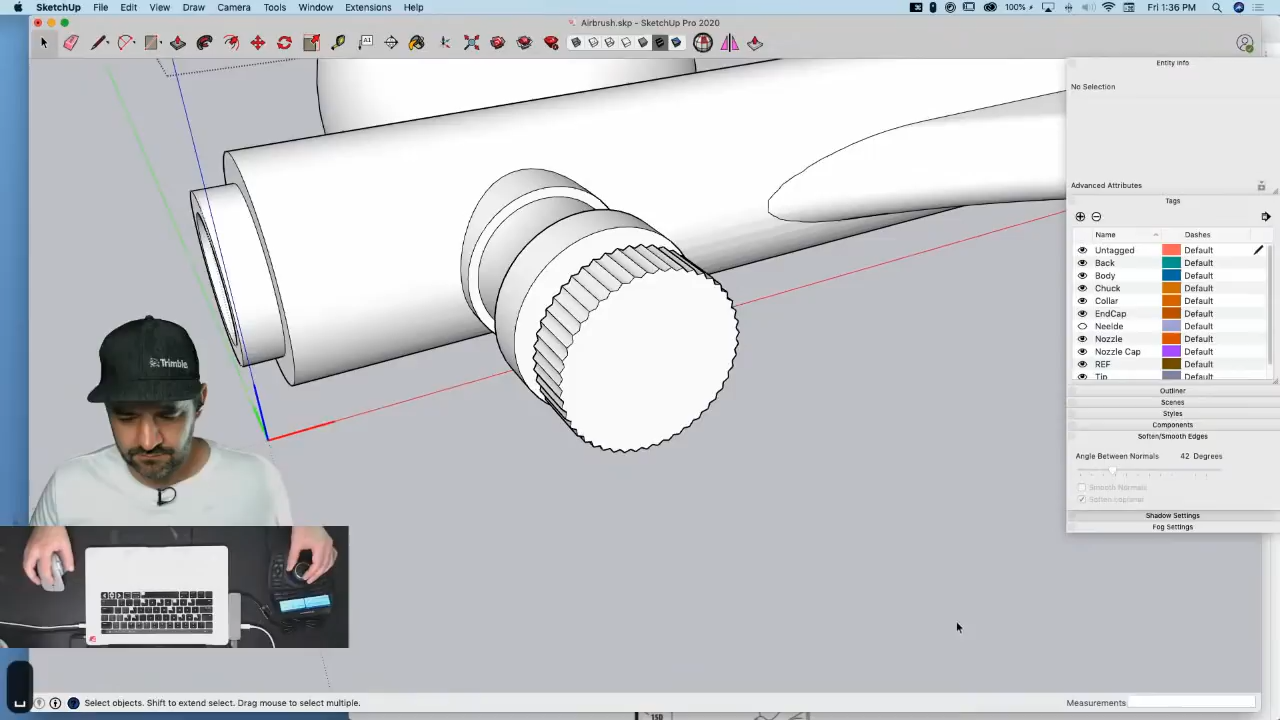 SketchUp File Edit View Draw Camera Tools Window Extensions Help
100% Fri 1:36 PM
Airbrush.skp - SketchUp Pro 2020
A1
Entity Info
No Selection
Advanced Attributes
Tags
Name Dashes
Untagged Default
Back Default
Body Default
Chuck Default
Collar Default
EndCap Default
Neelde Default
Nozzle Default
Nozzle Cap Default
REF Default
Tip Default
Outliner
Scenes
Styles
Components
Soften/Smooth Edges
Angle Between Normals 42 Degrees
Smooth Normals
Soften coplanar
Shadow Settings
Fog Settings
Trimble
Select objects. Shift to extend select. Drag mouse to select multiple.
Measurements